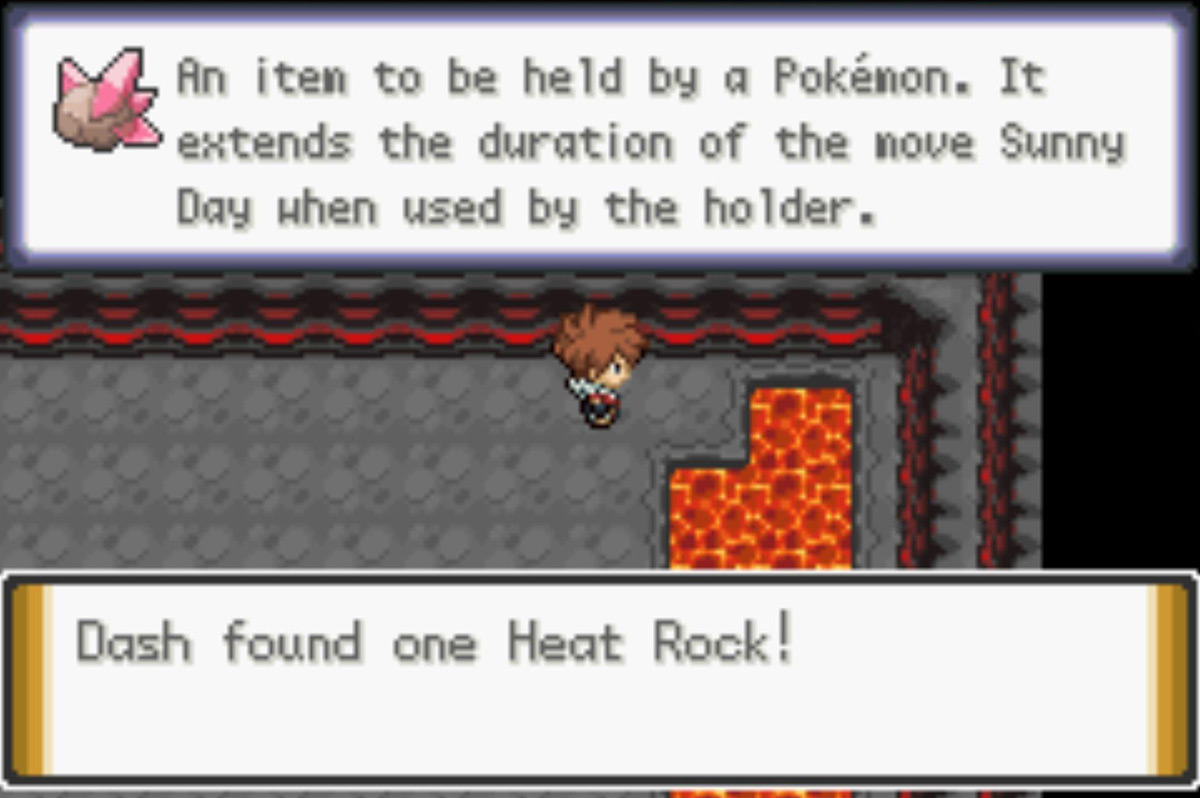 An item to be held by a Pokémon. It
extends the duration of the move Sunny
Day when used by the holder.
Dash found one Heat Rock!